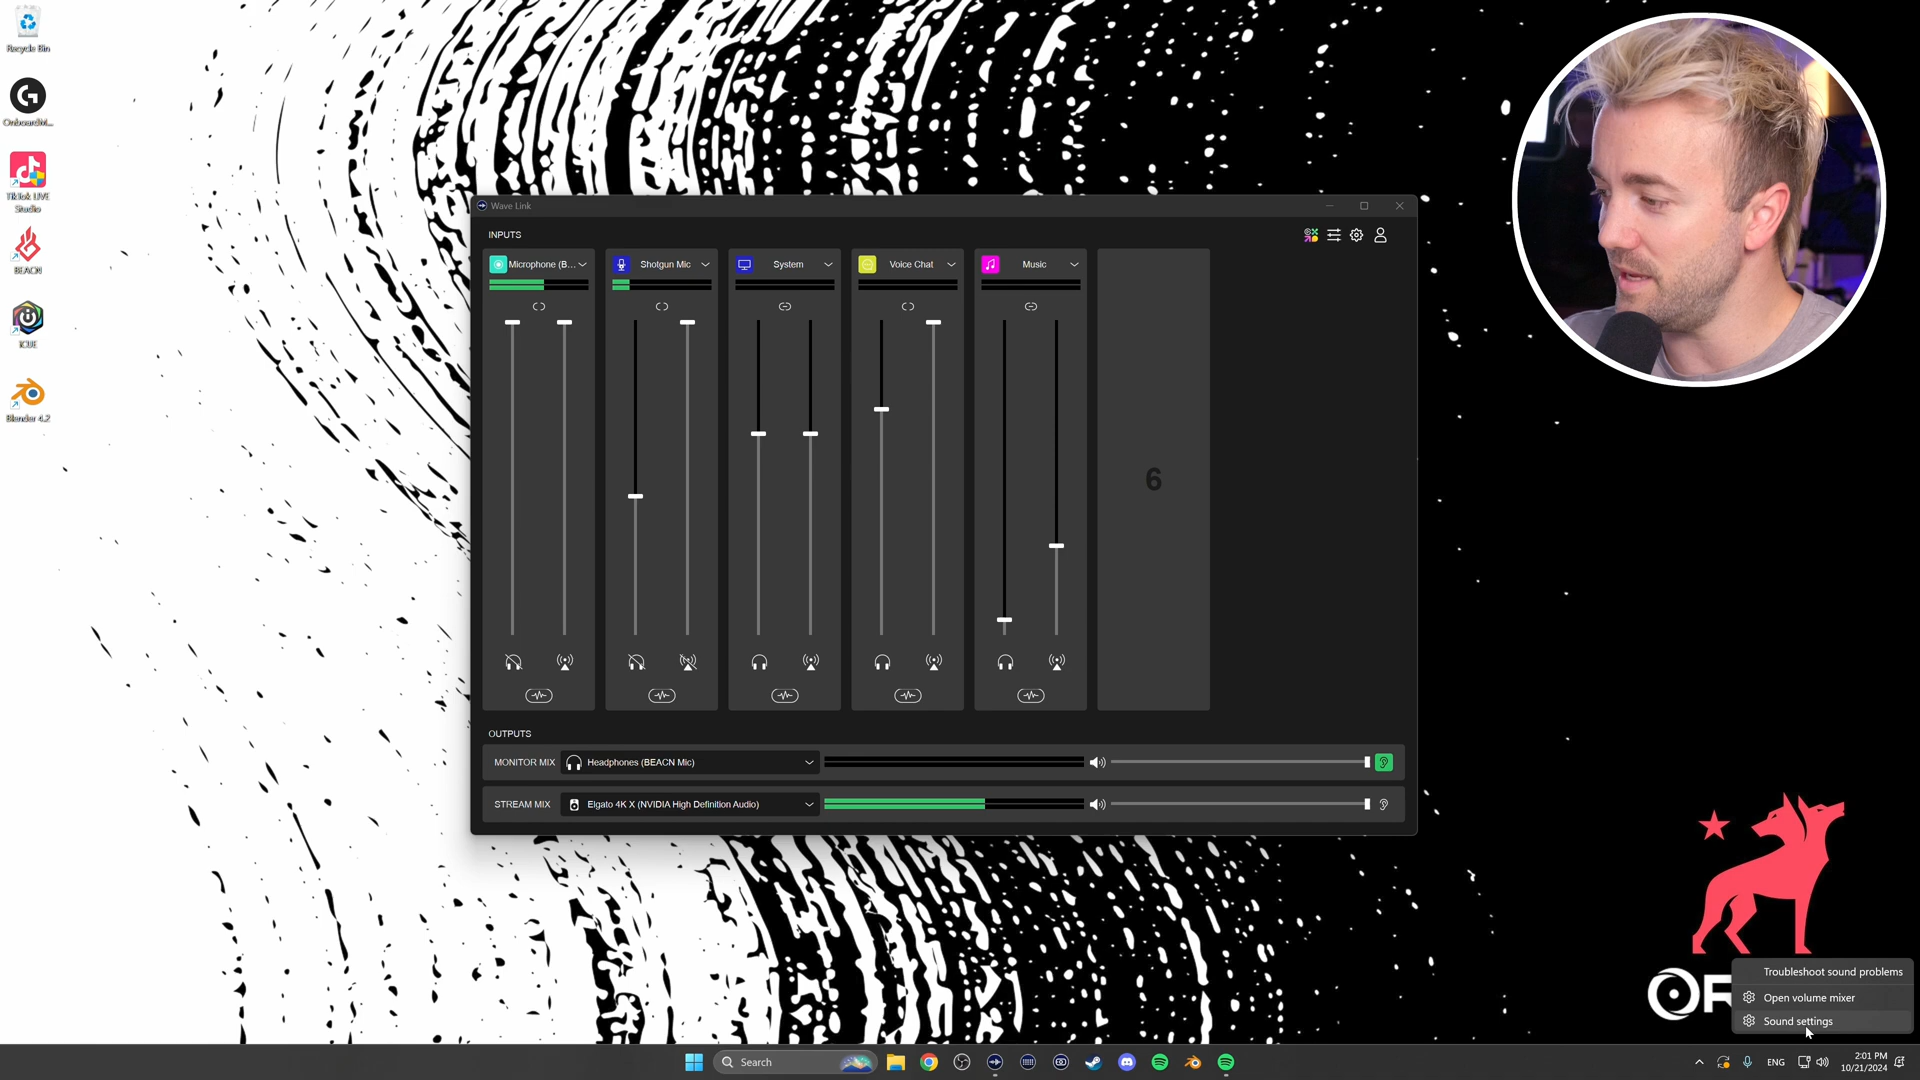 Recycle Bin
OnboardM...
TikTok LIVE
Studio
BEACN
iCUE
Blender 4.2
Wave Link
INPUTS
Microphone (B...
Shotgun Mic
System
Voice Chat
Music
6
OUTPUTS
MONITOR MIX
Headphones (BEACN Mic)
STREAM MIX
Elgato 4K X (NVIDIA High Definition Audio)
Troubleshoot sound problems
Open volume mixer
Sound settings
Search
ENG
2:01 PM
10/21/2024